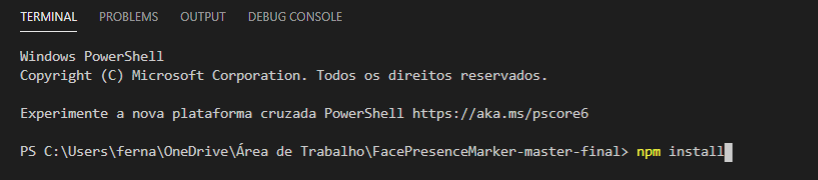 TERMINAL PROBLEMS OUTPUT DEBUG CONSOLE
Windows PowerShell
Copyright (C) Microsoft Corporation. Todos os direitos reservados.
Experimente a nova plataforma cruzada PowerShell https://aka.ms/pscore6
PS C:\Users\ferna\OneDrive\Área de Trabalho\FacePresenceMarker-master-final> npm install